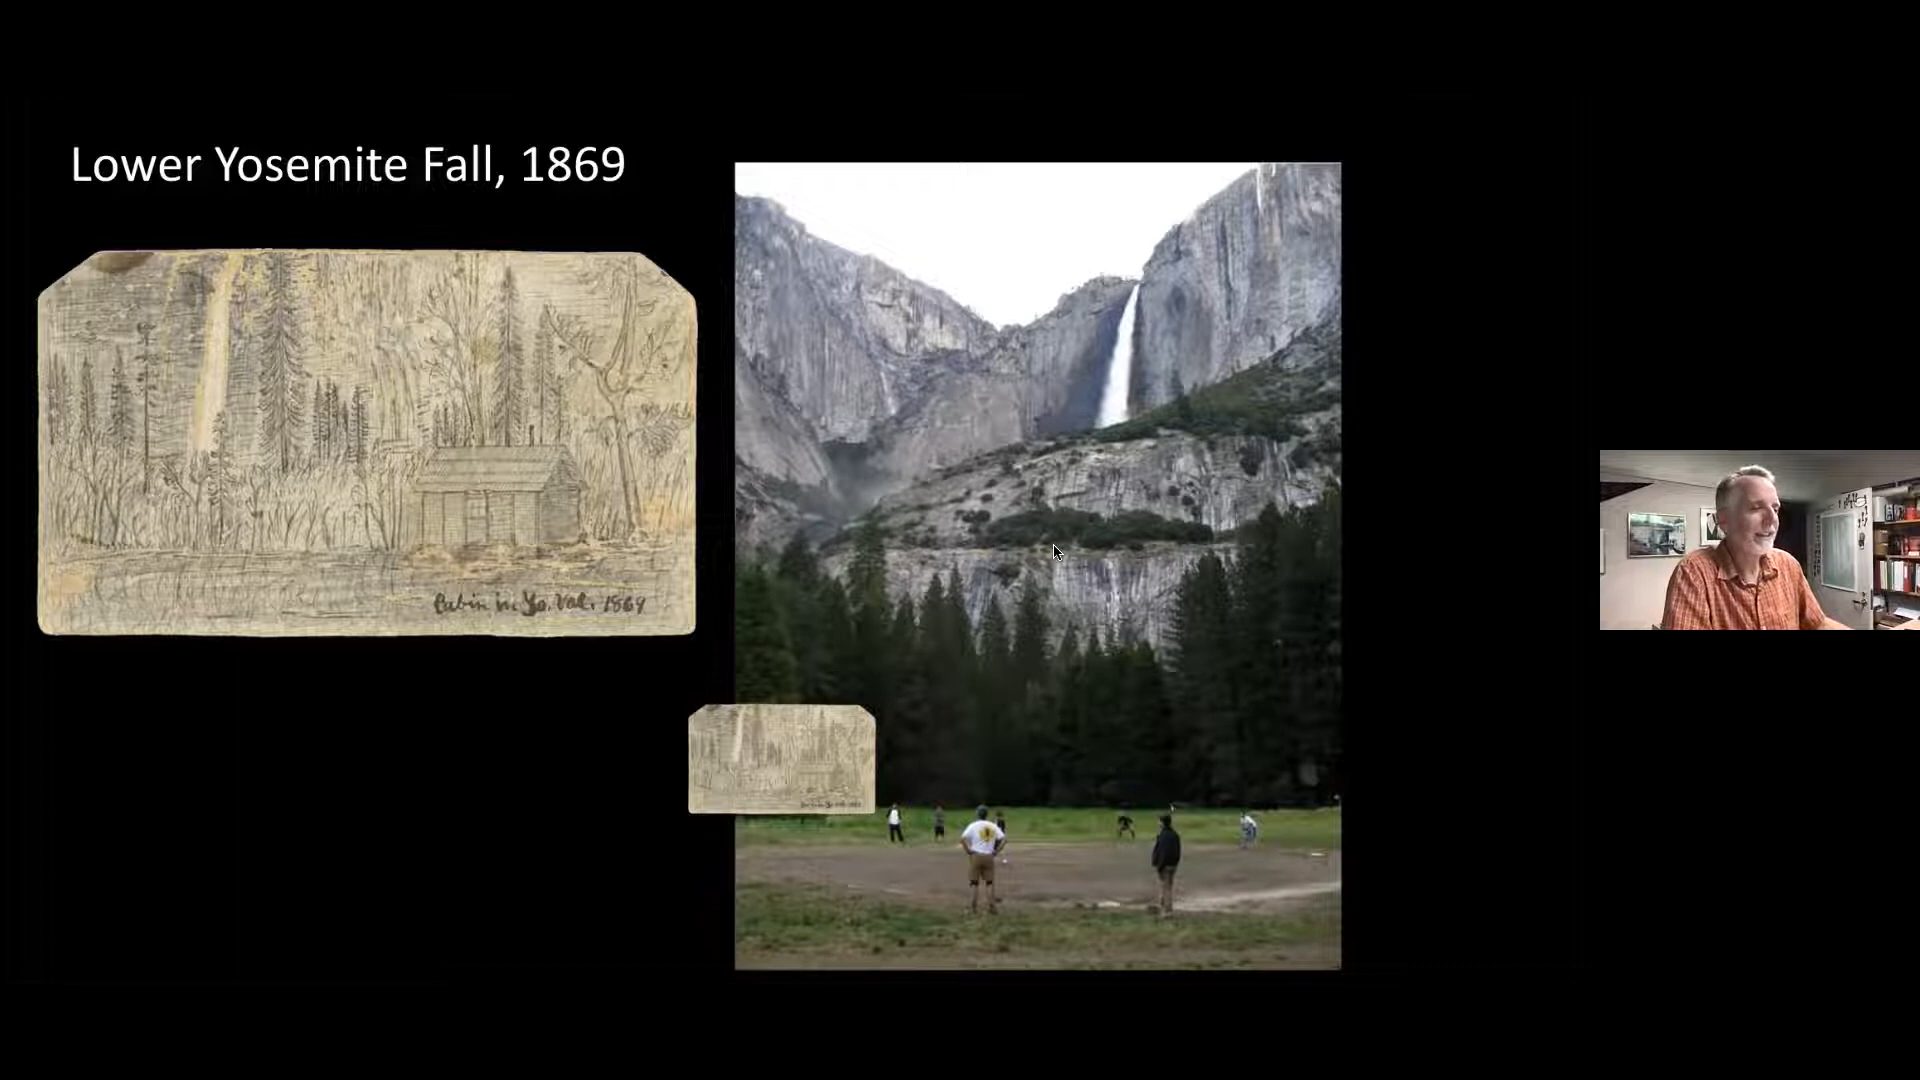 Lower Yosemite Fall, 1869
Cabin in Yo. Val. 1869